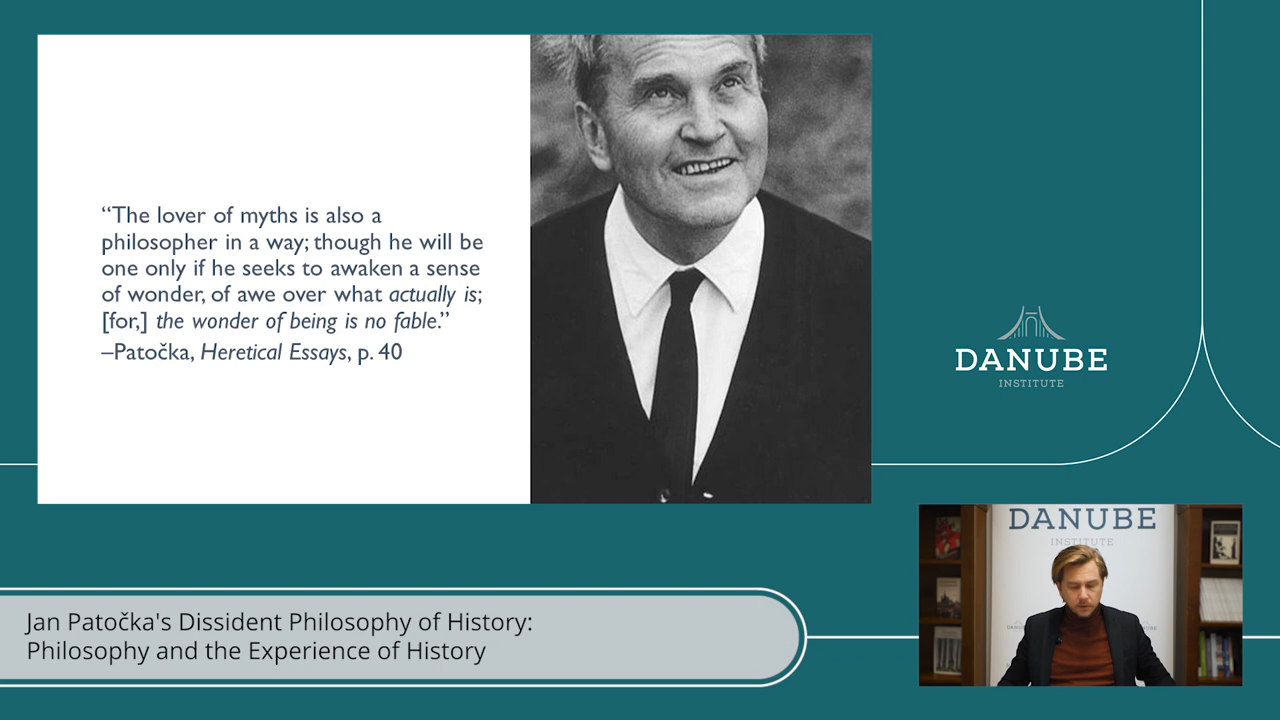 “The lover of myths is also a
philosopher in a way; though he will be
one only if he seeks to awaken a sense
of wonder, of awe over what actually is;
[for,] the wonder of being is no fable.”
–Patočka, Heretical Essays, p. 40
DANUBE
INSTITUTE
DANUBE
INSTITUTE
Jan Patočka's Dissident Philosophy of History:
Philosophy and the Experience of History